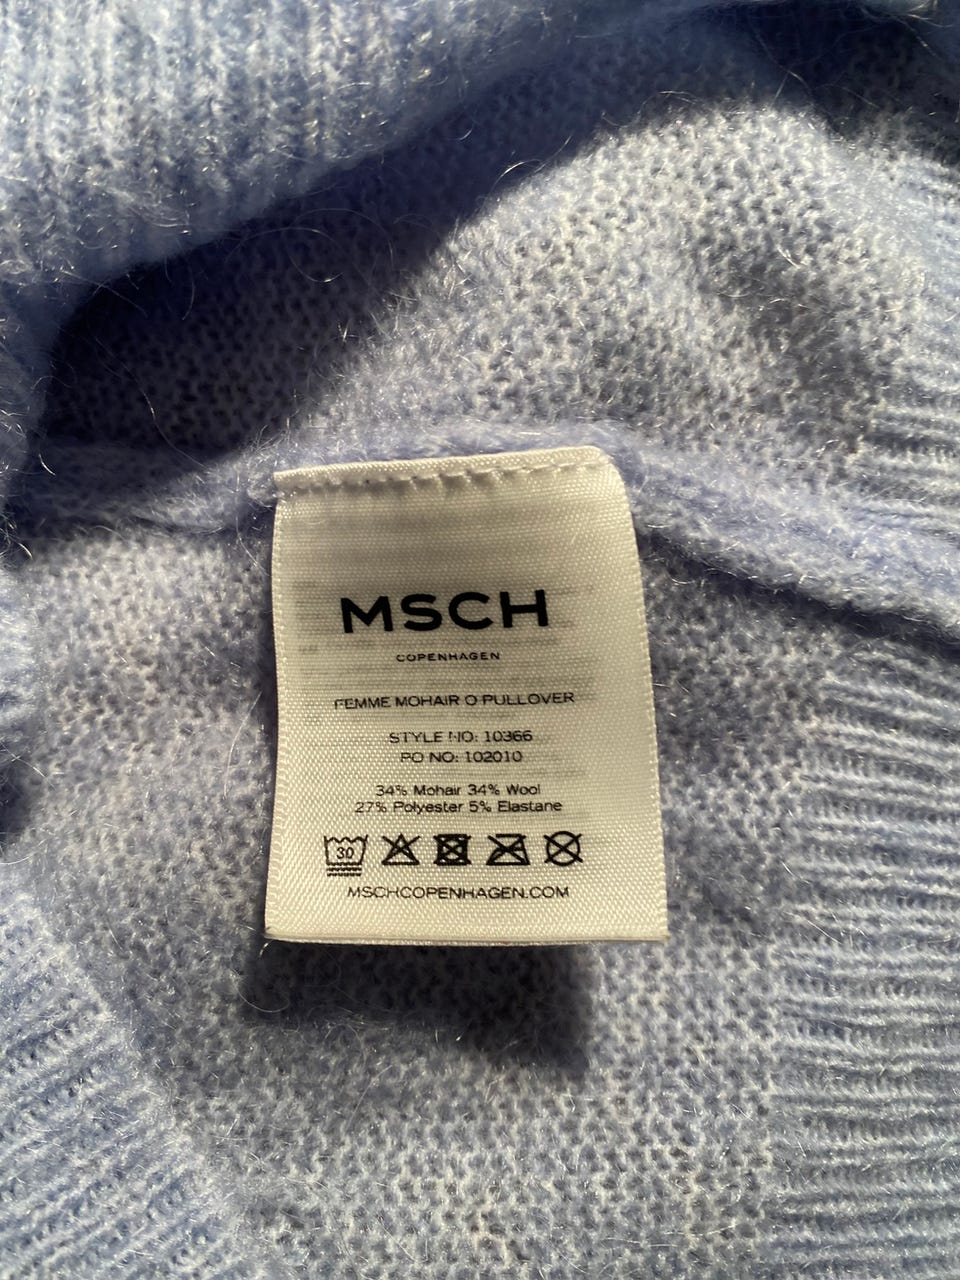 MSCH
COPENHAGEN
FEMME MOHAIR O PULLOVER
STYLE NO: 10366
PO NO: 102010
34% Mohair 34% Wool
27% Polyester 5% Elastane
30
MSCHCOPENHAGEN.COM